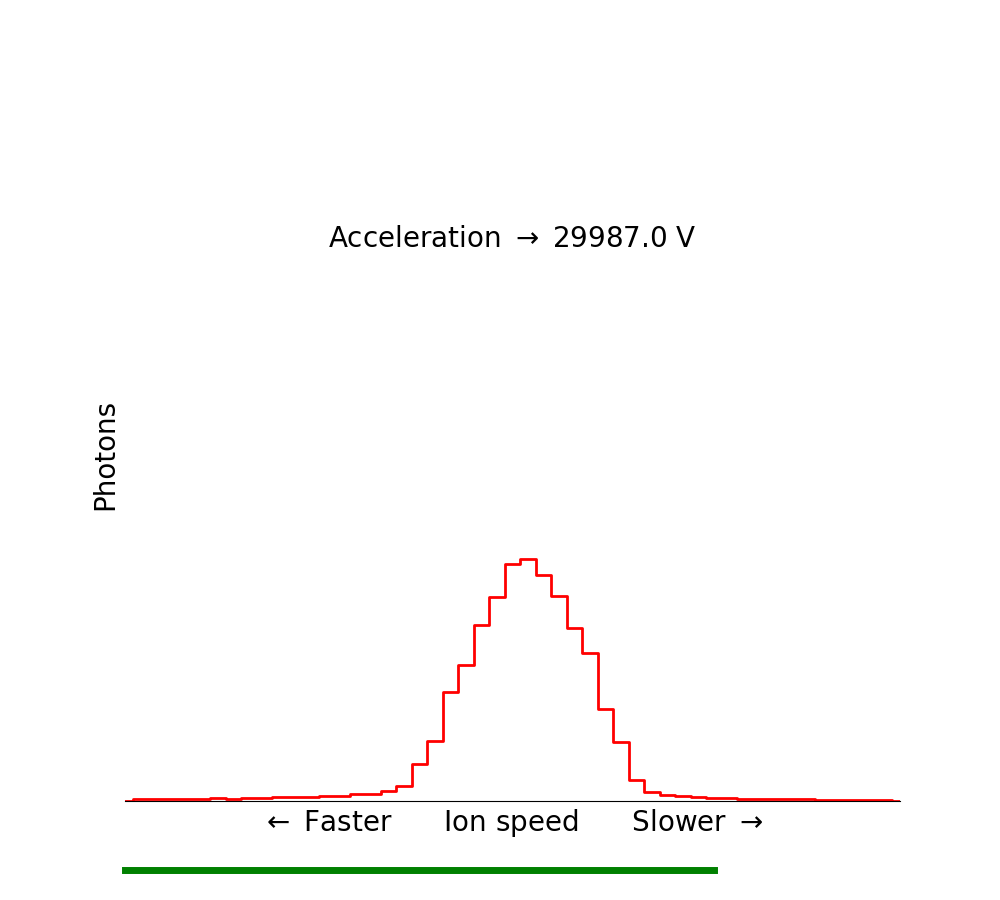 Acceleration → 29987.0 V
Photons
← Faster Ion speed Slower →